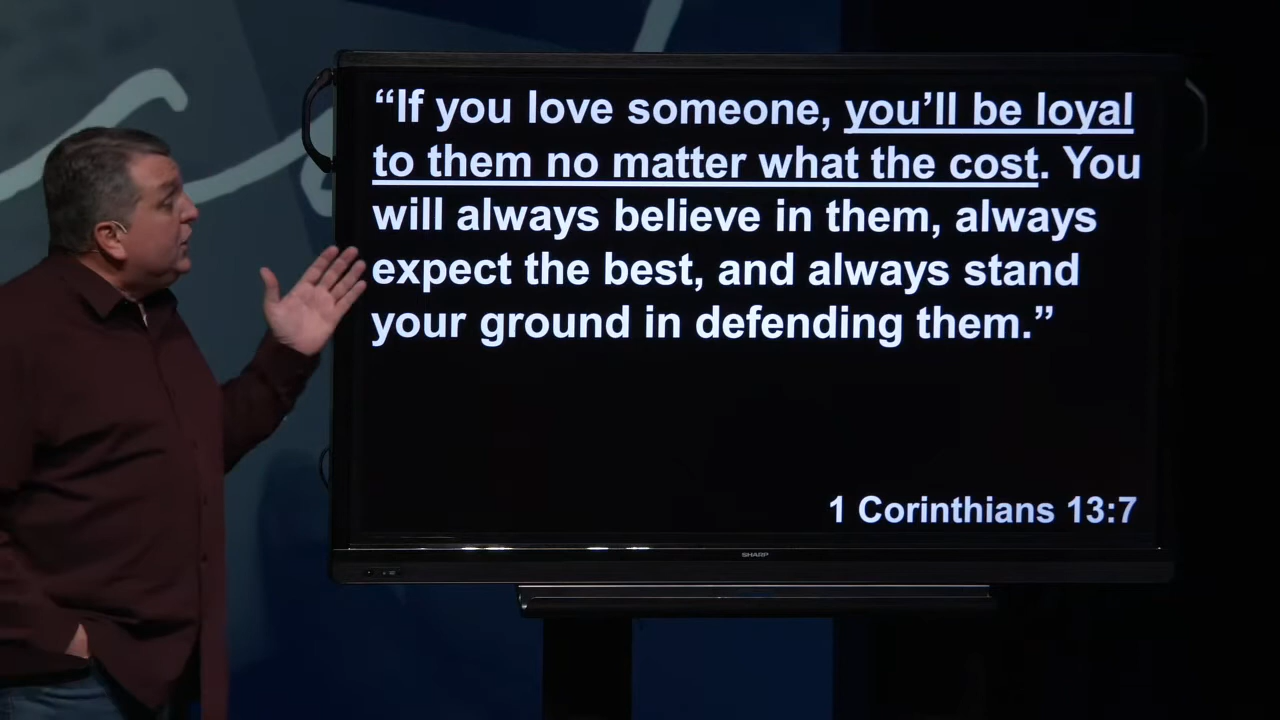 “If you love someone, you’ll be loyal
to them no matter what the cost. You
will always believe in them, always
expect the best, and always stand
your ground in defending them.”
1 Corinthians 13:7
SHARP